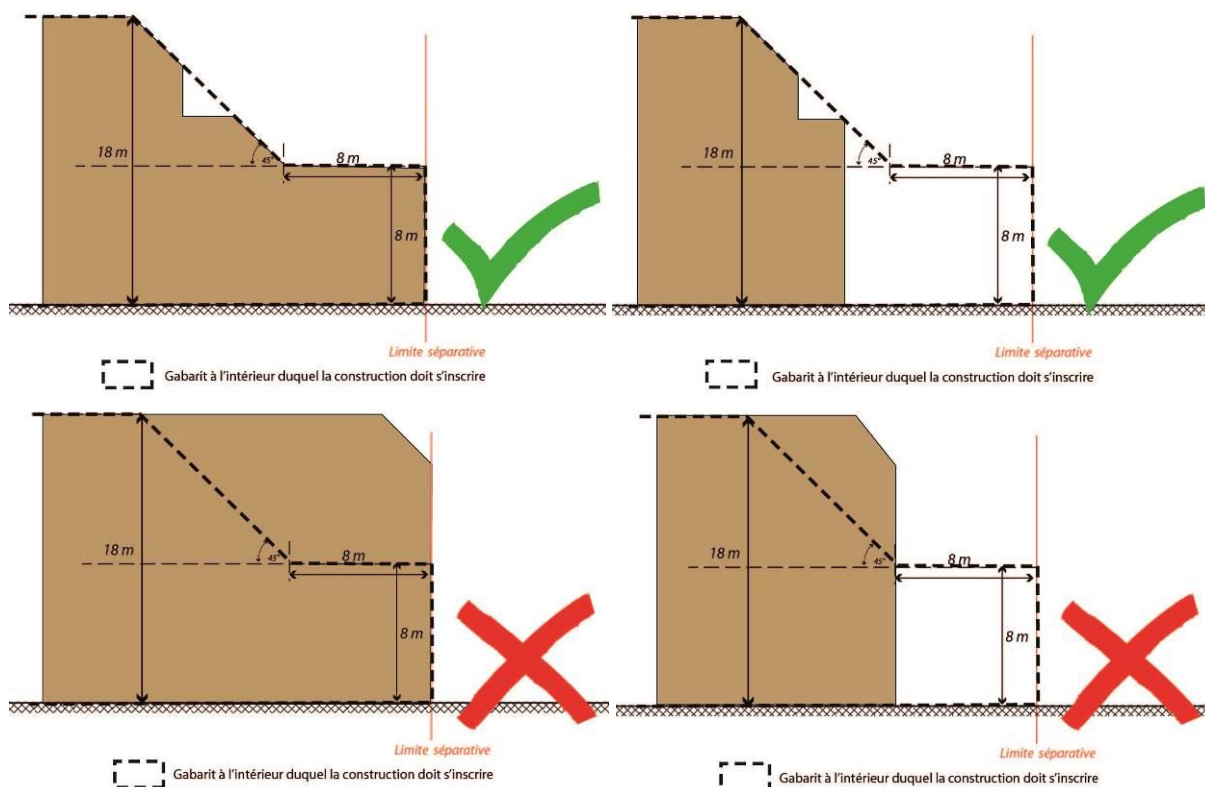 18 m
45°
8 m
8 m
Limite séparative
Gabarit à l'intérieur duquel la construction doit s'inscrire
18 m
45°
8 m
8 m
Limite séparative
Gabarit à l'intérieur duquel la construction doit s'inscrire
18 m
45°
8 m
8 m
Limite séparative
Gabarit à l'intérieur duquel la construction doit s'inscrire
18 m
45°
8 m
8 m
Limite séparative
Gabarit à l'intérieur duquel la construction doit s'inscrire